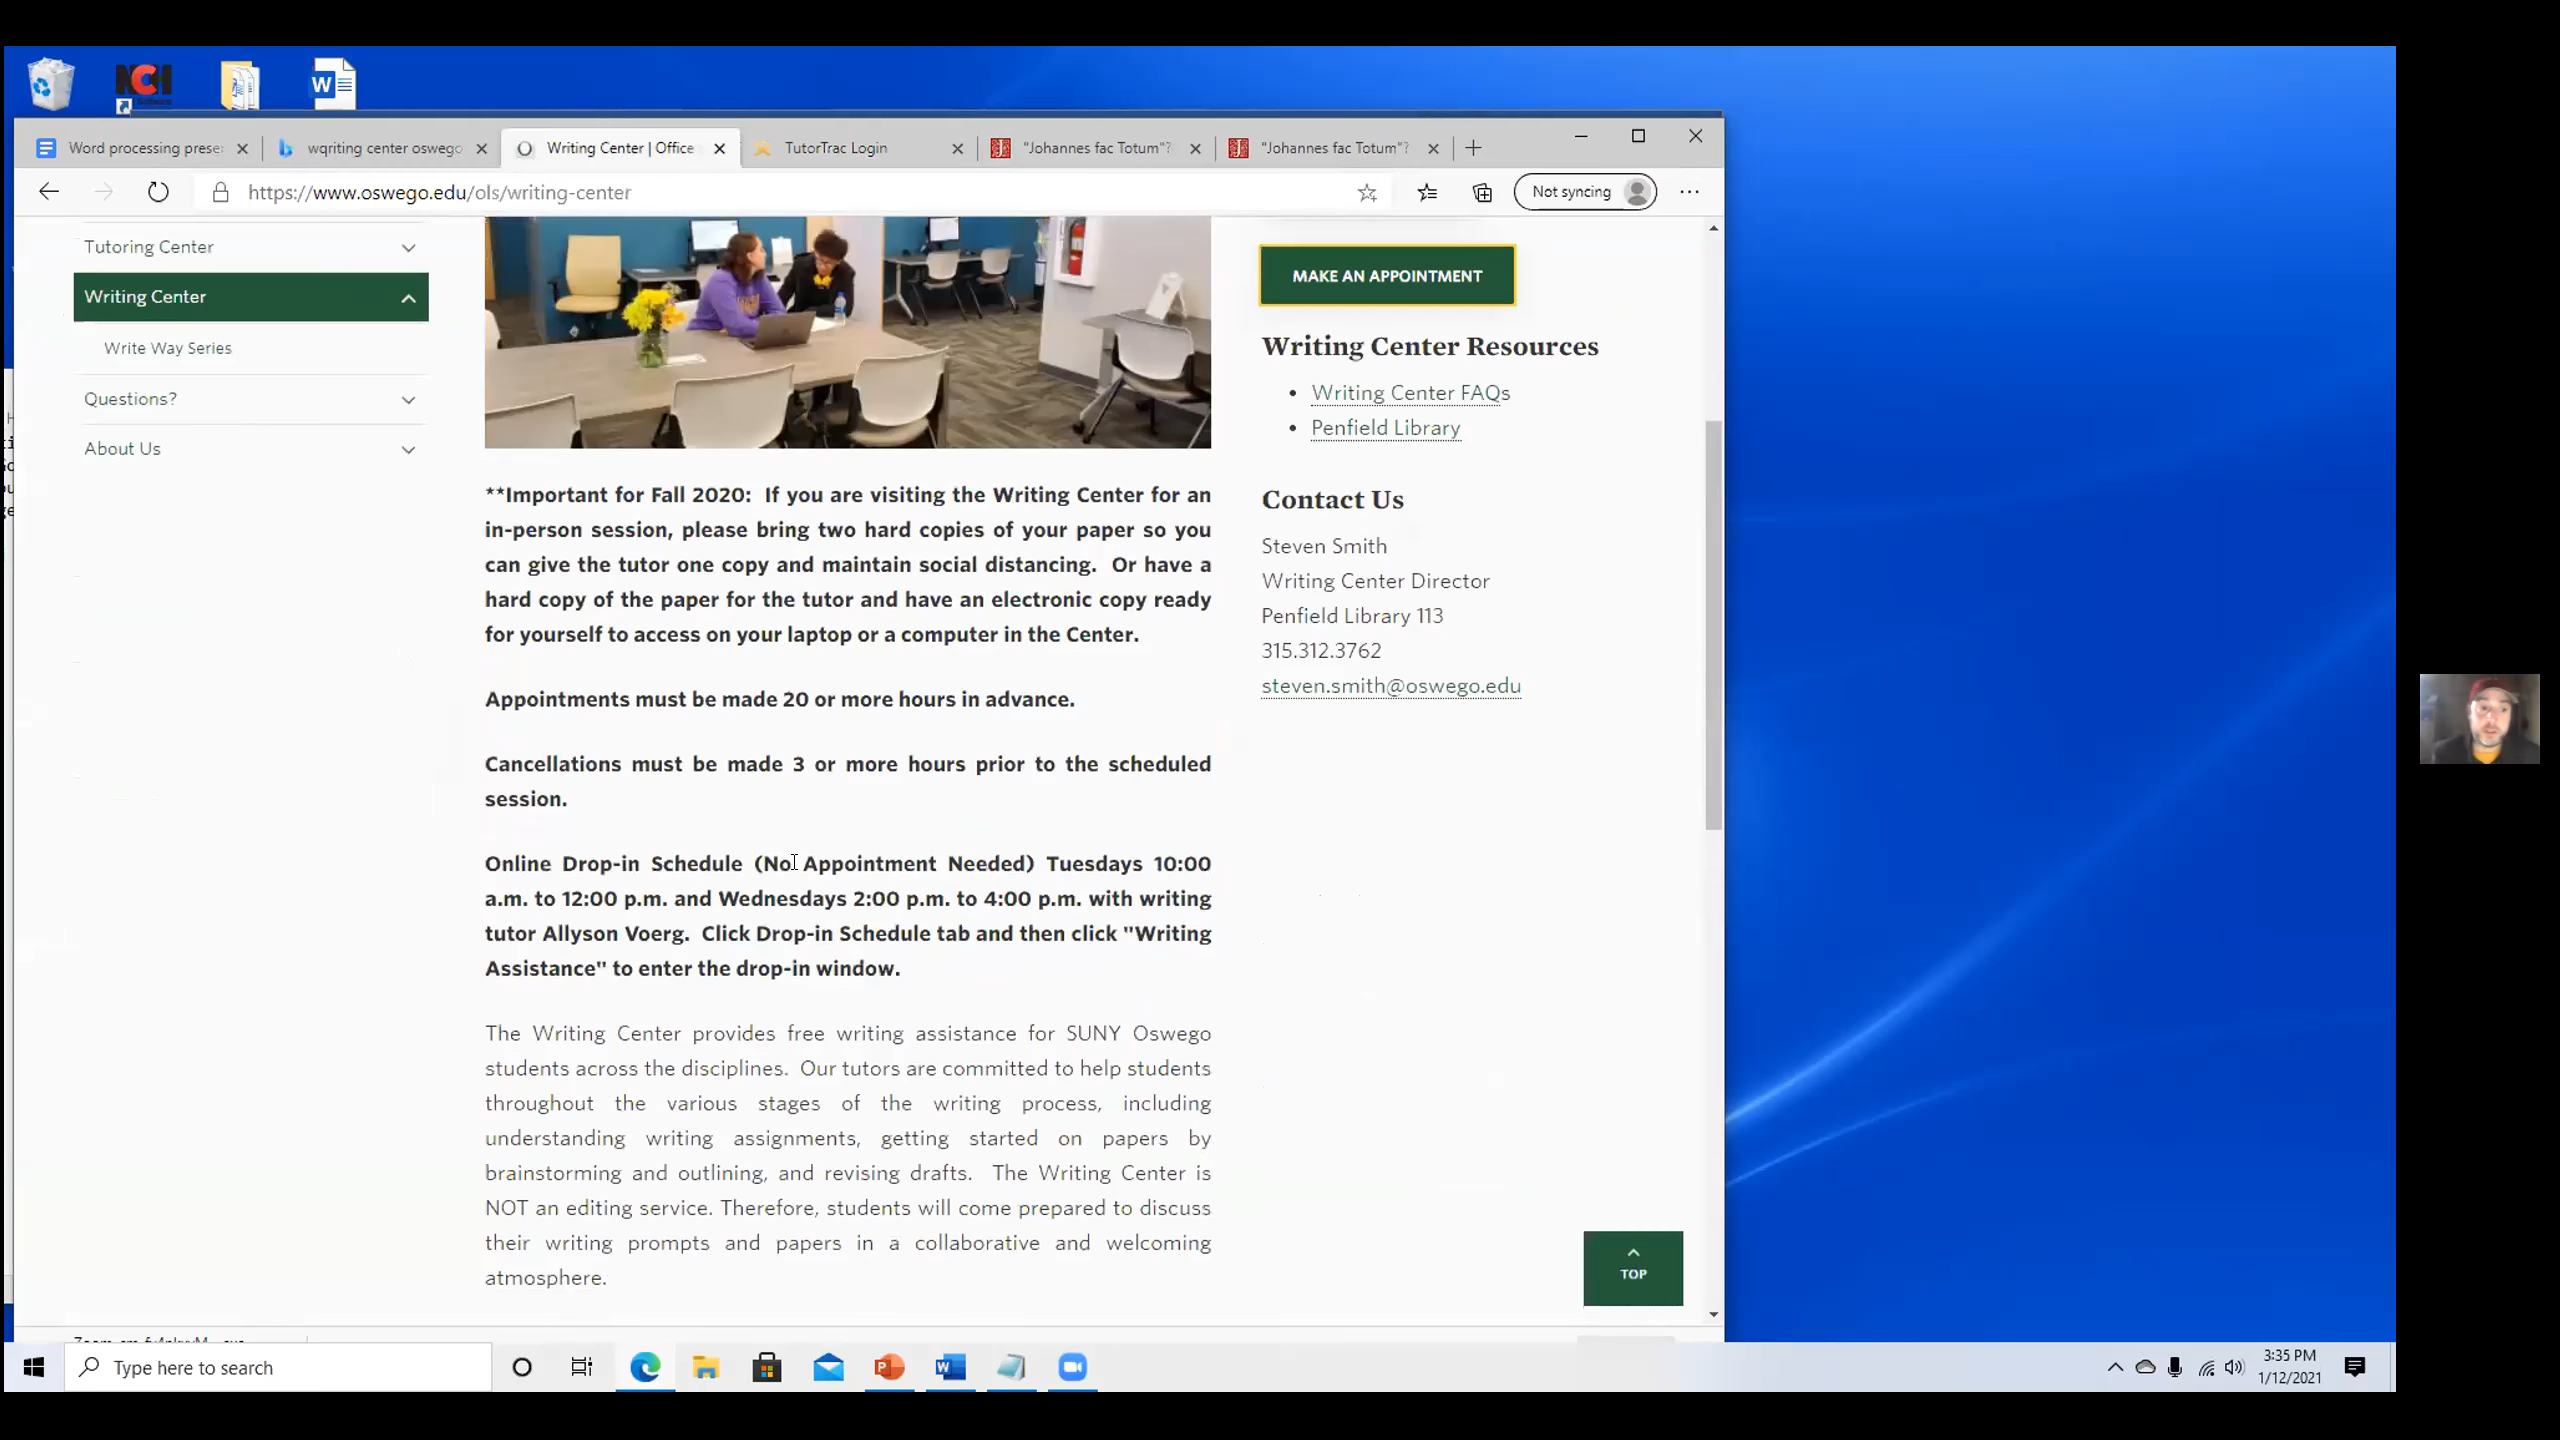 NCH
W
Word processing prese
wqriting center oswego
Writing Center | Office
TutorTrac Login
"Johannes fac Totum"?
"Johannes fac Totum"?
https://www.oswego.edu/ols/writing-center
Not syncing
Tutoring Center
Writing Center
Write Way Series
Questions?
About Us
MAKE AN APPOINTMENT
Writing Center Resources
• Writing Center FAQs
• Penfield Library
Contact Us
Steven Smith
Writing Center Director
Penfield Library 113
315.312.3762
steven.smith@oswego.edu
**Important for Fall 2020: If you are visiting the Writing Center for an
in-person session, please bring two hard copies of your paper so you
can give the tutor one copy and maintain social distancing. Or have a
hard copy of the paper for the tutor and have an electronic copy ready
for yourself to access on your laptop or a computer in the Center.
Appointments must be made 20 or more hours in advance.
Cancellations must be made 3 or more hours prior to the scheduled
session.
Online Drop-in Schedule (No Appointment Needed) Tuesdays 10:00
a.m. to 12:00 p.m. and Wednesdays 2:00 p.m. to 4:00 p.m. with writing
tutor Allyson Voerg. Click Drop-in Schedule tab and then click "Writing
Assistance" to enter the drop-in window.
The Writing Center provides free writing assistance for SUNY Oswego
students across the disciplines. Our tutors are committed to help students
throughout the various stages of the writing process, including
understanding writing assignments, getting started on papers by
brainstorming and outlining, and revising drafts. The Writing Center is
NOT an editing service. Therefore, students will come prepared to discuss
their writing prompts and papers in a collaborative and welcoming
atmosphere.
TOP
Type here to search
3:35 PM
1/12/2021